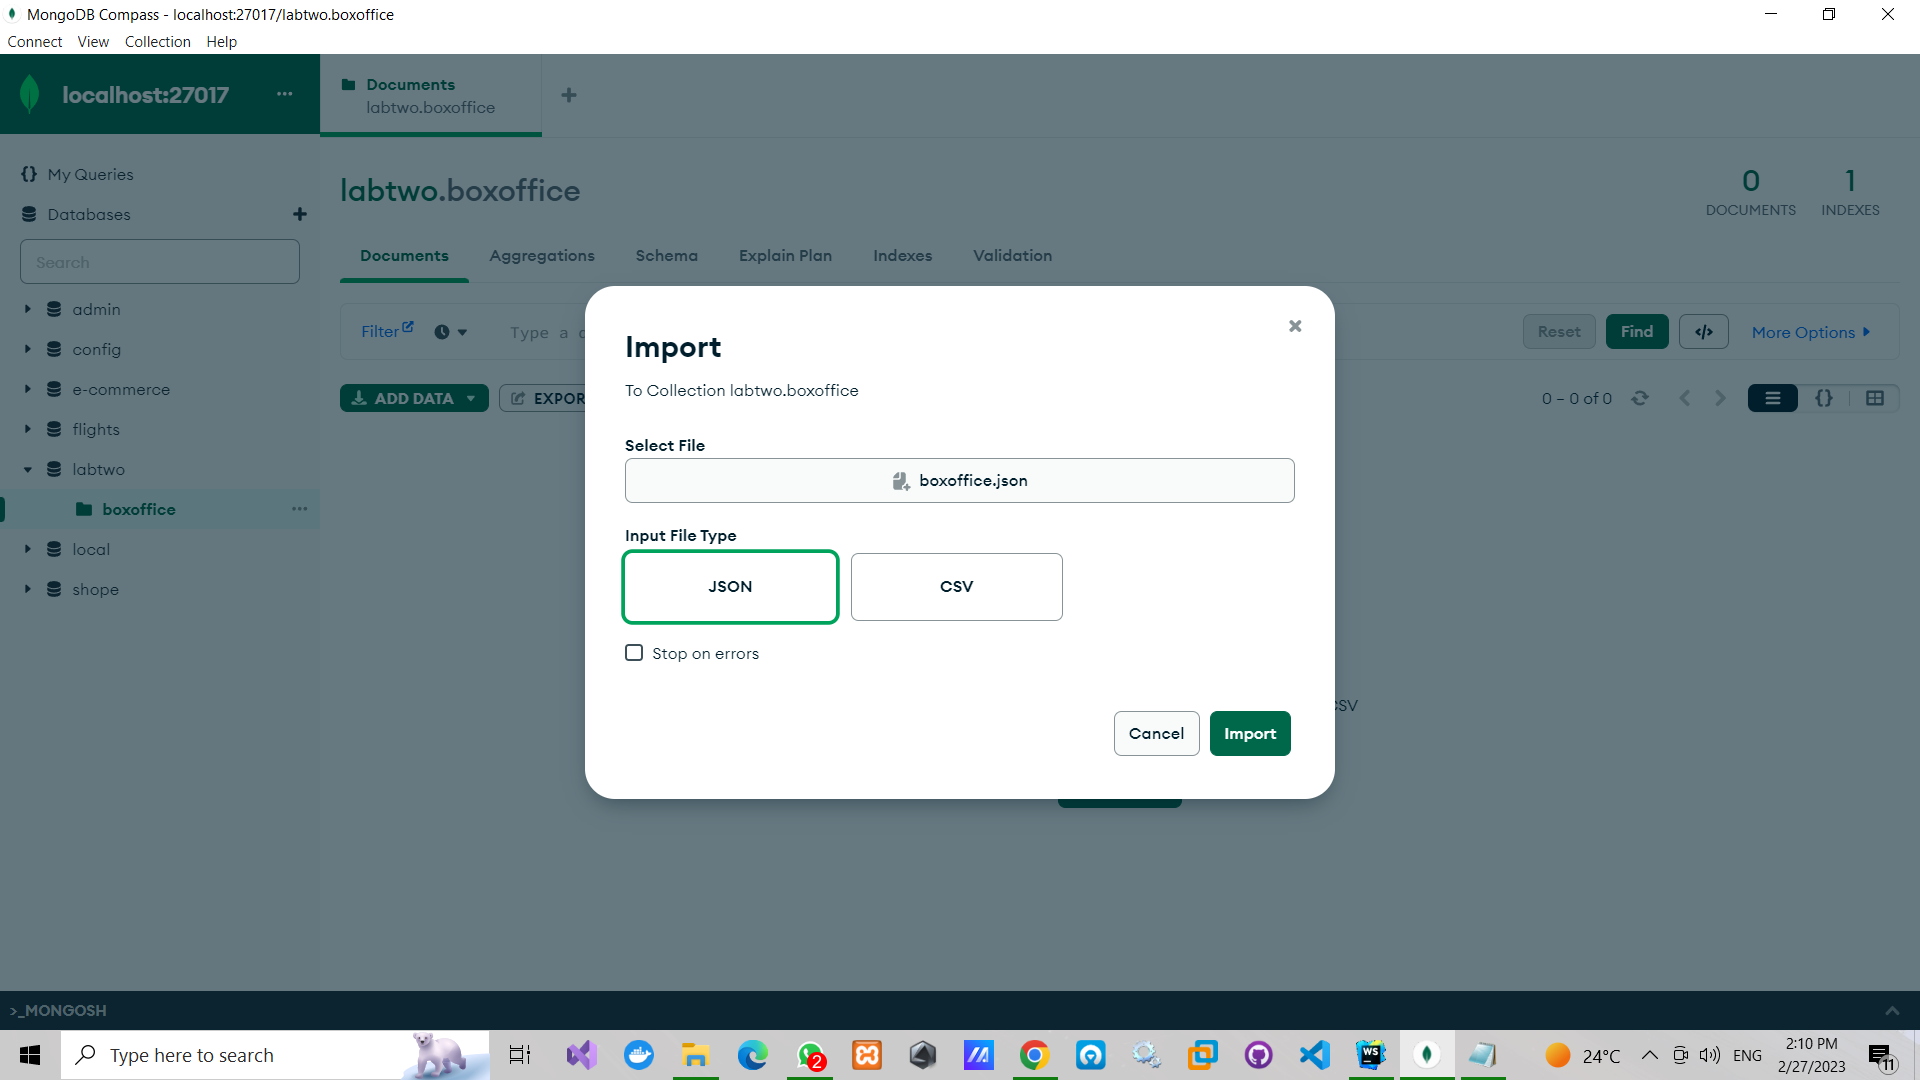 MongoDB Compass - localhost:27017/labtwo.boxoffice
Connect View Collection Help
localhost:27017
Documents
labtwo.boxoffice
My Queries
Databases
Search
admin
config
e-commerce
flights
labtwo
boxoffice
local
shope
labtwo.boxoffice
0
DOCUMENTS
1
INDEXES
Documents Aggregations Schema Explain Plan Indexes Validation
Filter
Type a
Reset
Find
</>
More Options
ADD DATA
EXPOR
0 – 0 of 0
{}
Import
To Collection labtwo.boxoffice
Select File
boxoffice.json
Input File Type
JSON
CSV
Stop on errors
CSV
Cancel
Import
>_MONGOSH
Type here to search
2
WS
24°C
ENG
2:10 PM
2/27/2023
11